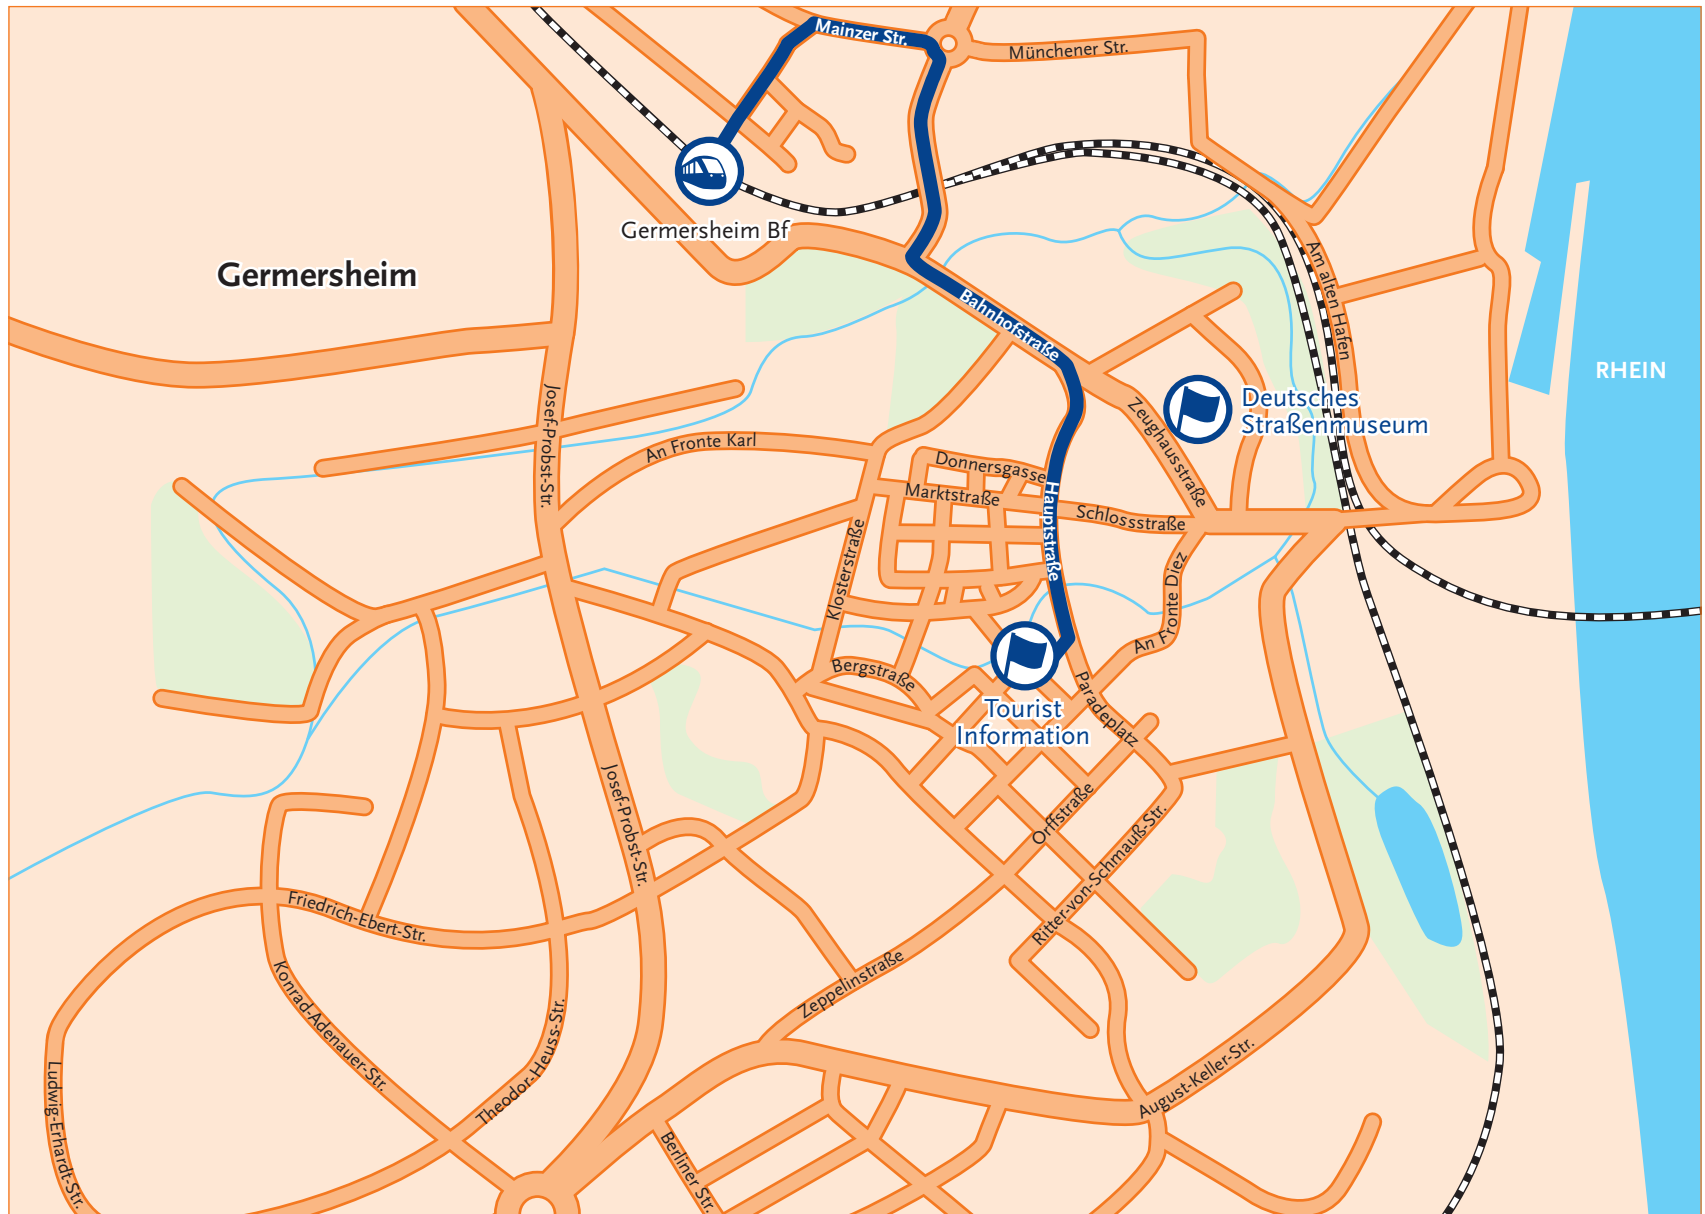 Mainzer Str.
Münchener Str.
Germersheim Bf
Germersheim
Am alten Hafen
Bahnhofstraße
RHEIN
Josef-Probst-Str.
Deutsches
Straßenmuseum
Zeughausstraße
An Fronte Karl
Donnersgasse
Marktstraße
Hauptstraße
Schlossstraße
Klosterstraße
An Fronte Diez
Bergstraße
Paradeplatz
Tourist
Information
Josef-Probst-Str.
Orffstraße
Ritter-von-Schmauß-Str.
Friedrich-Ebert-Str.
Zeppelinstraße
Konrad-Adenauer-Str.
Theodor-Heuss-Str.
August-Keller-Str.
Ludwig-Erhardt-Str.
Berliner Str.